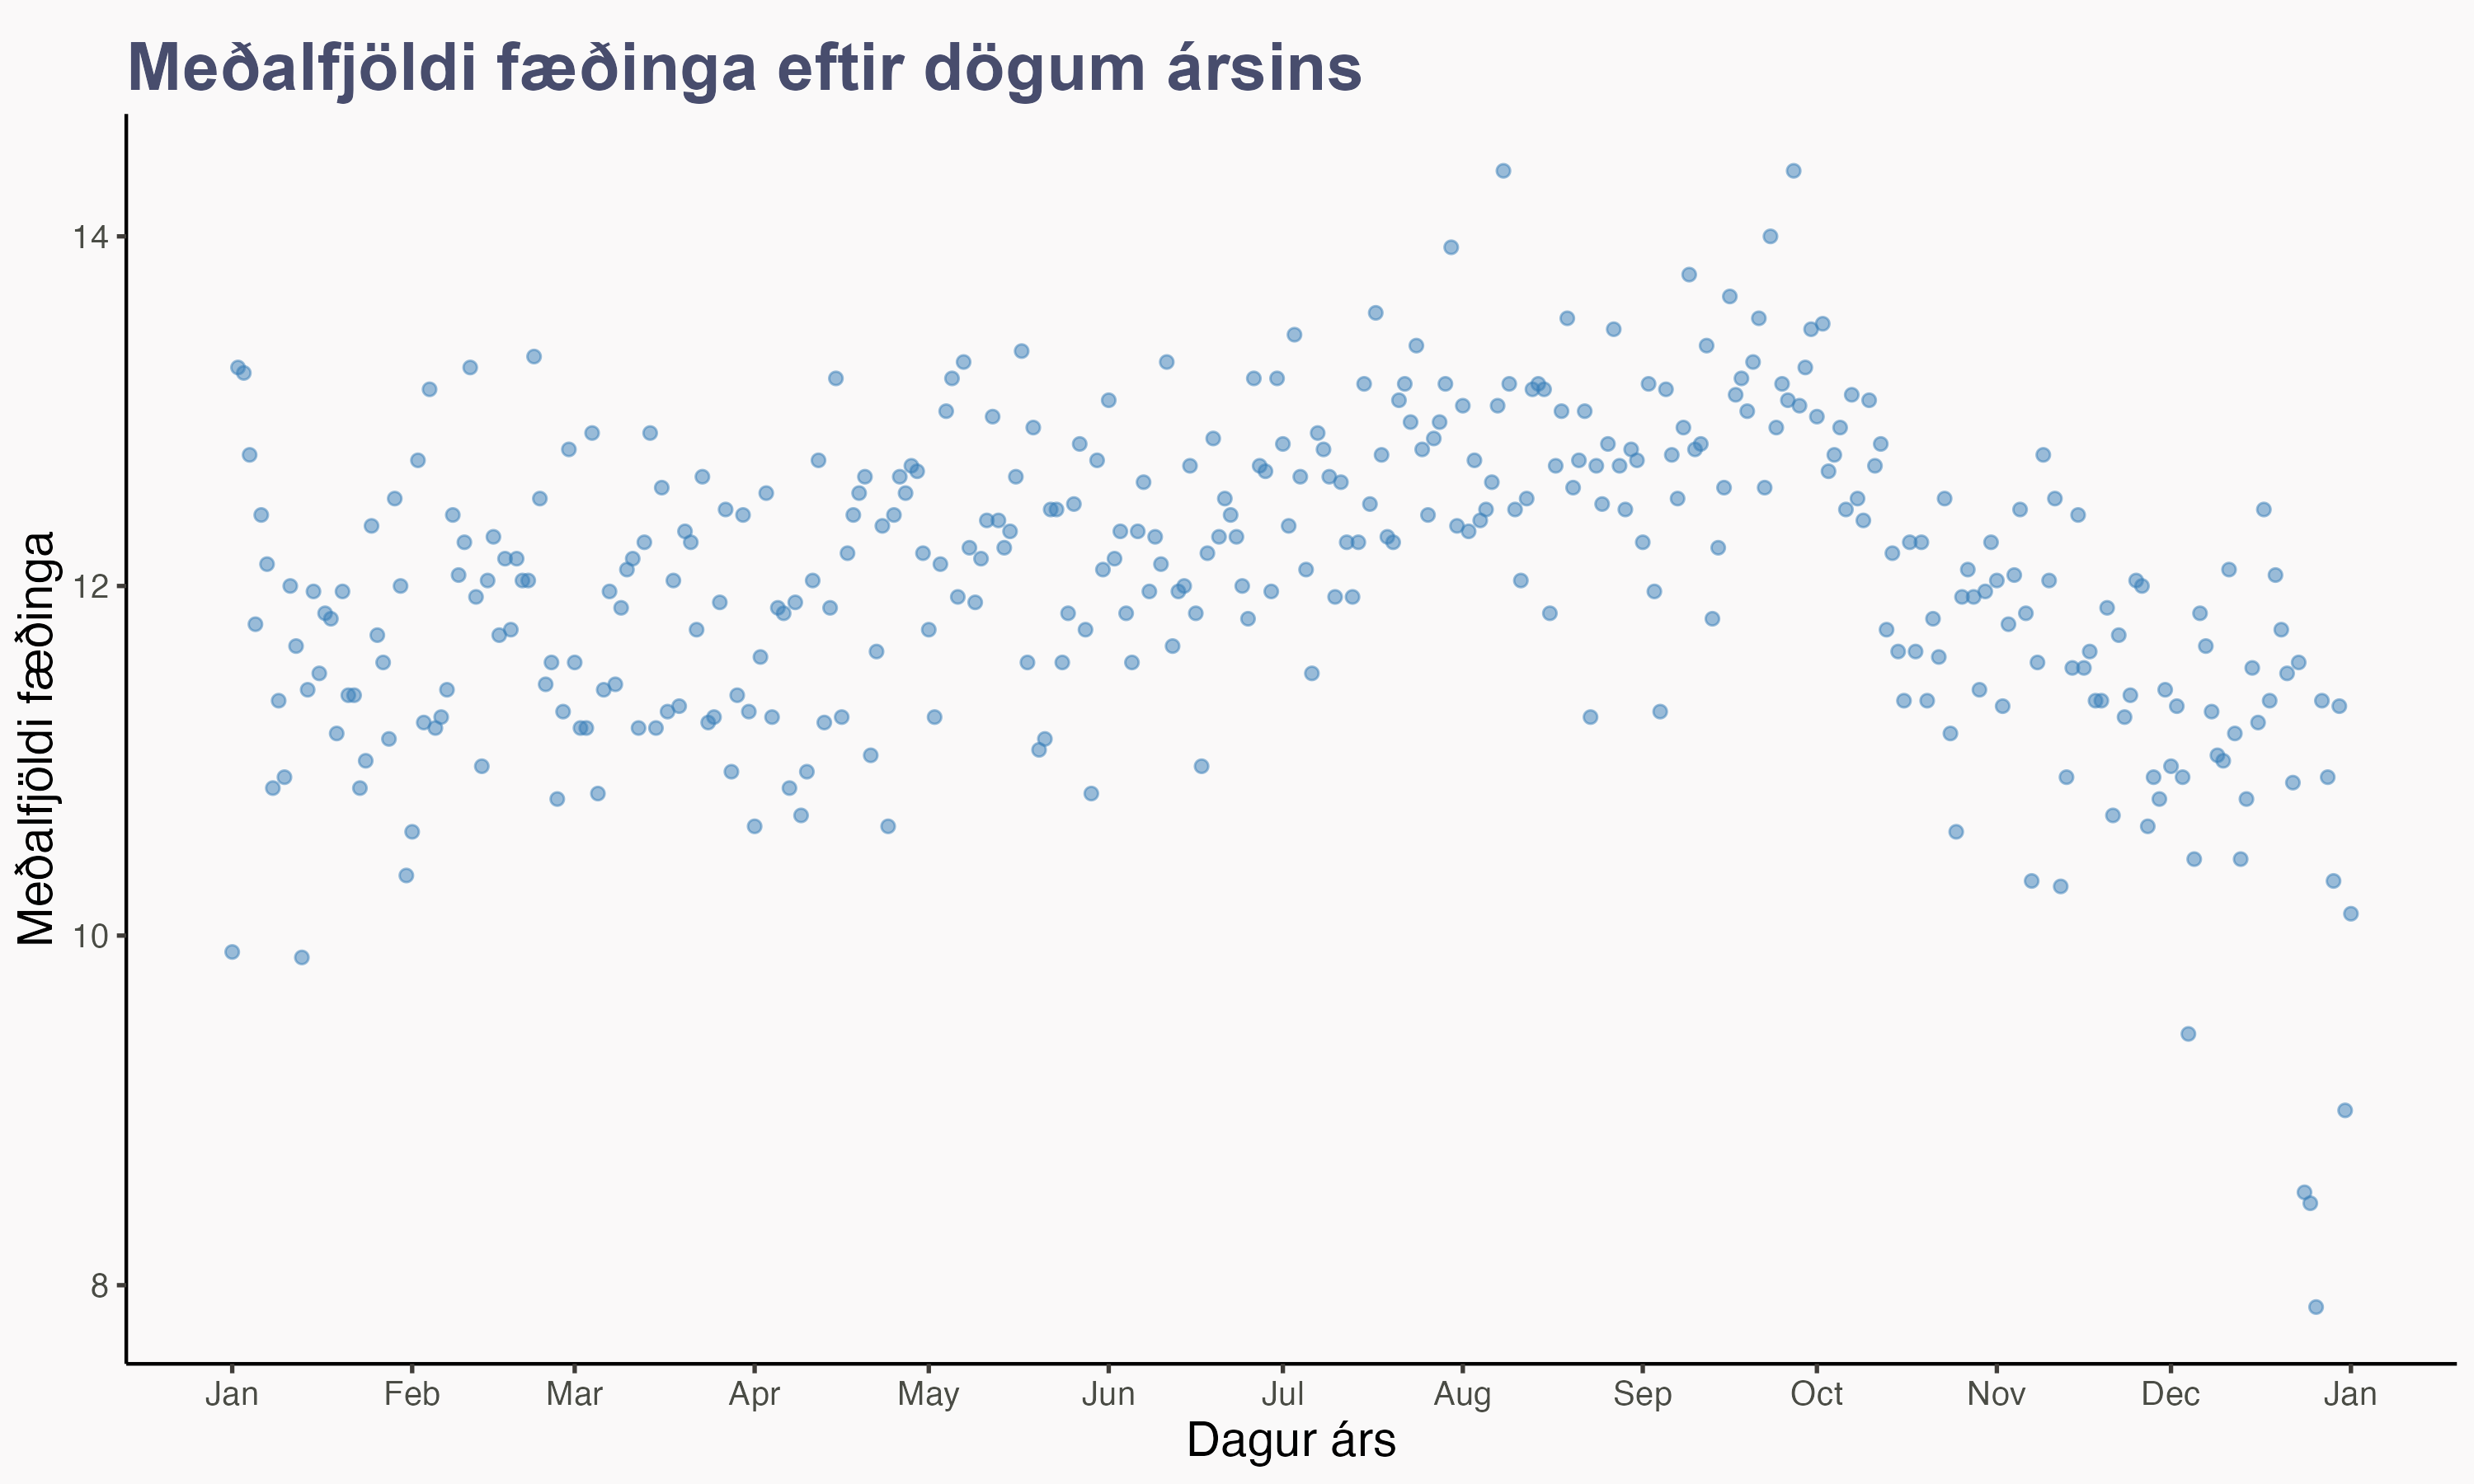 Meðalfjöldi fæðinga eftir dögum ársins
Meðalfjöldi fæðinga
14
12
10
8
Jan Feb Mar Apr May Jun Jul Aug Sep Oct Nov Dec Jan
Dagur árs